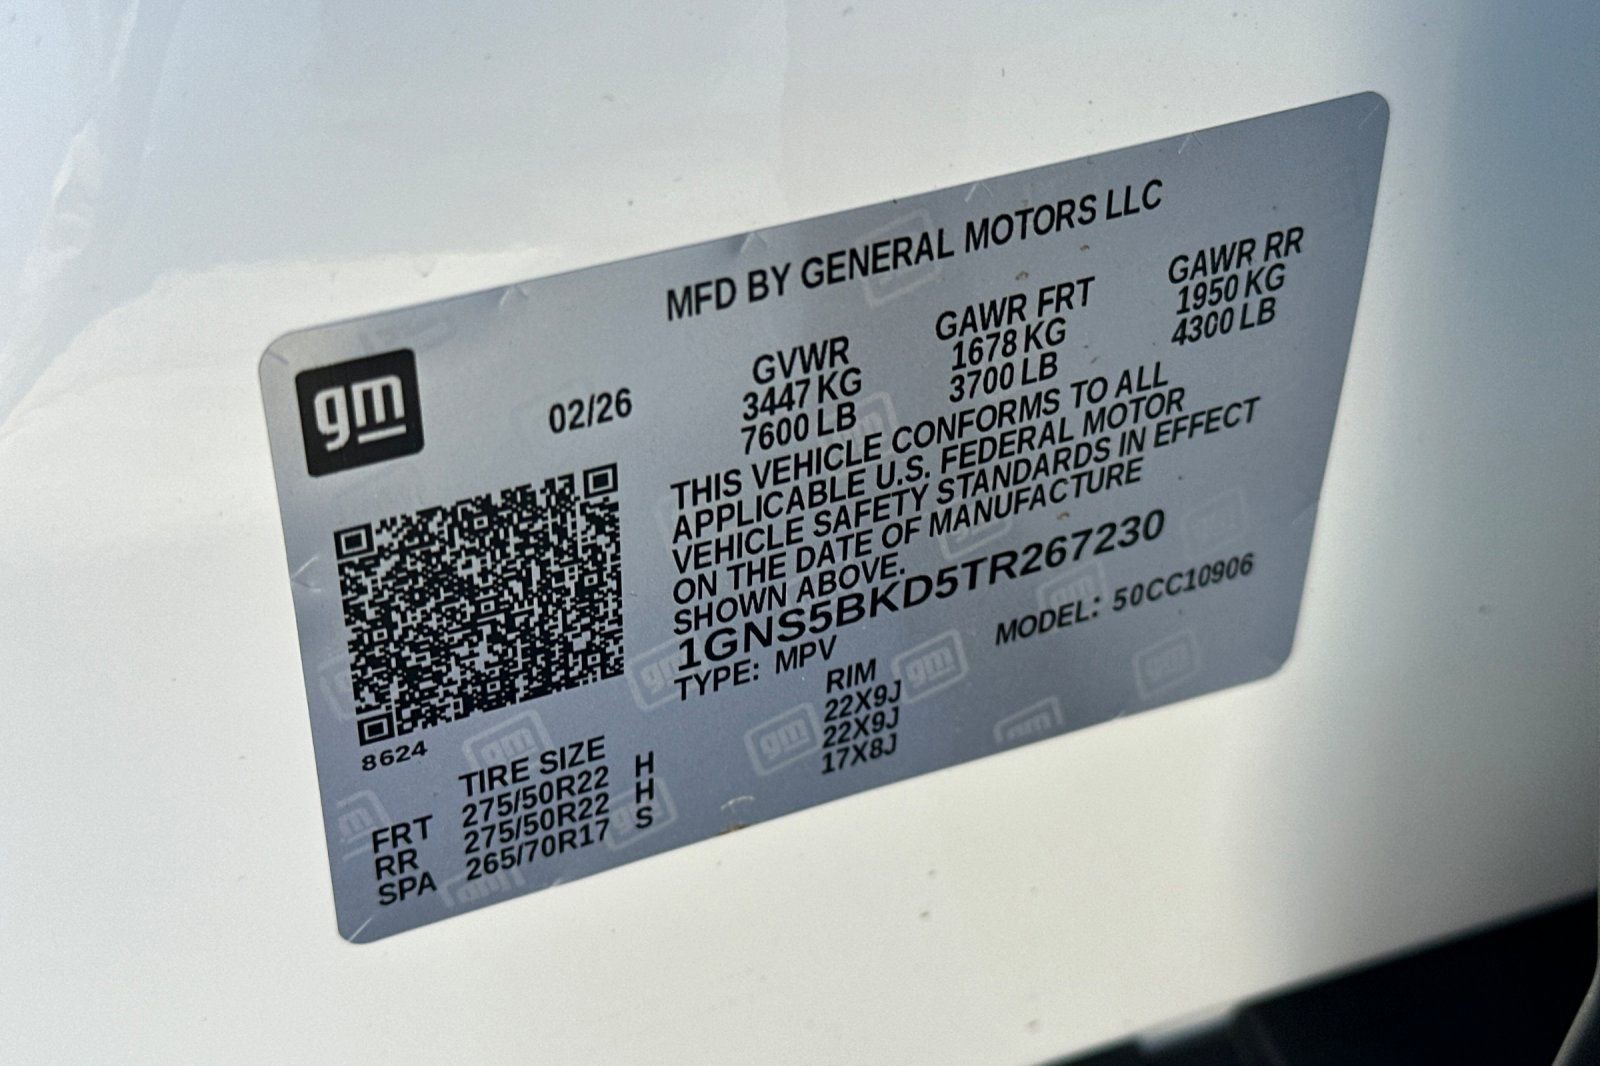 MFD BY GENERAL MOTORS LLC
gm
02/26
GVWR GAWR FRT GAWR RR
3447 KG 1678 KG 1950 KG
7600 LB 3700 LB 4300 LB
THIS VEHICLE CONFORMS TO ALL
APPLICABLE U.S. FEDERAL MOTOR
VEHICLE SAFETY STANDARDS IN EFFECT
ON THE DATE OF MANUFACTURE
SHOWN ABOVE.
1GNS5BKD5TR267230
TYPE: MPV MODEL: 50CC10906
8624
TIRE SIZE RIM
FRT 275/50R22 H 22X9J
RR 275/50R22 H 22X9J
SPA 265/70R17 S 17X8J